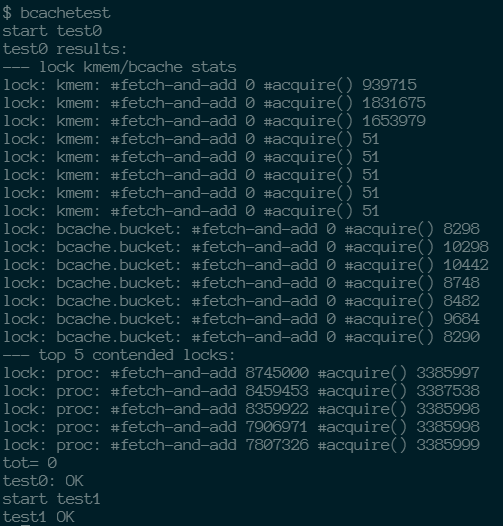 $ bcachetest
start test0
test0 results:
--- lock kmem/bcache stats
lock: kmem: #fetch-and-add 0 #acquire() 939715
lock: kmem: #fetch-and-add 0 #acquire() 1831675
lock: kmem: #fetch-and-add 0 #acquire() 1653979
lock: kmem: #fetch-and-add 0 #acquire() 51
lock: kmem: #fetch-and-add 0 #acquire() 51
lock: kmem: #fetch-and-add 0 #acquire() 51
lock: kmem: #fetch-and-add 0 #acquire() 51
lock: kmem: #fetch-and-add 0 #acquire() 51
lock: bcache.bucket: #fetch-and-add 0 #acquire() 8298
lock: bcache.bucket: #fetch-and-add 0 #acquire() 10298
lock: bcache.bucket: #fetch-and-add 0 #acquire() 10442
lock: bcache.bucket: #fetch-and-add 0 #acquire() 8748
lock: bcache.bucket: #fetch-and-add 0 #acquire() 8482
lock: bcache.bucket: #fetch-and-add 0 #acquire() 9684
lock: bcache.bucket: #fetch-and-add 0 #acquire() 8290
--- top 5 contended locks:
lock: proc: #fetch-and-add 8745000 #acquire() 3385997
lock: proc: #fetch-and-add 8459453 #acquire() 3387538
lock: proc: #fetch-and-add 8359922 #acquire() 3385998
lock: proc: #fetch-and-add 7906971 #acquire() 3385998
lock: proc: #fetch-and-add 7807326 #acquire() 3385999
tot= 0
test0: OK
start test1
test1 OK